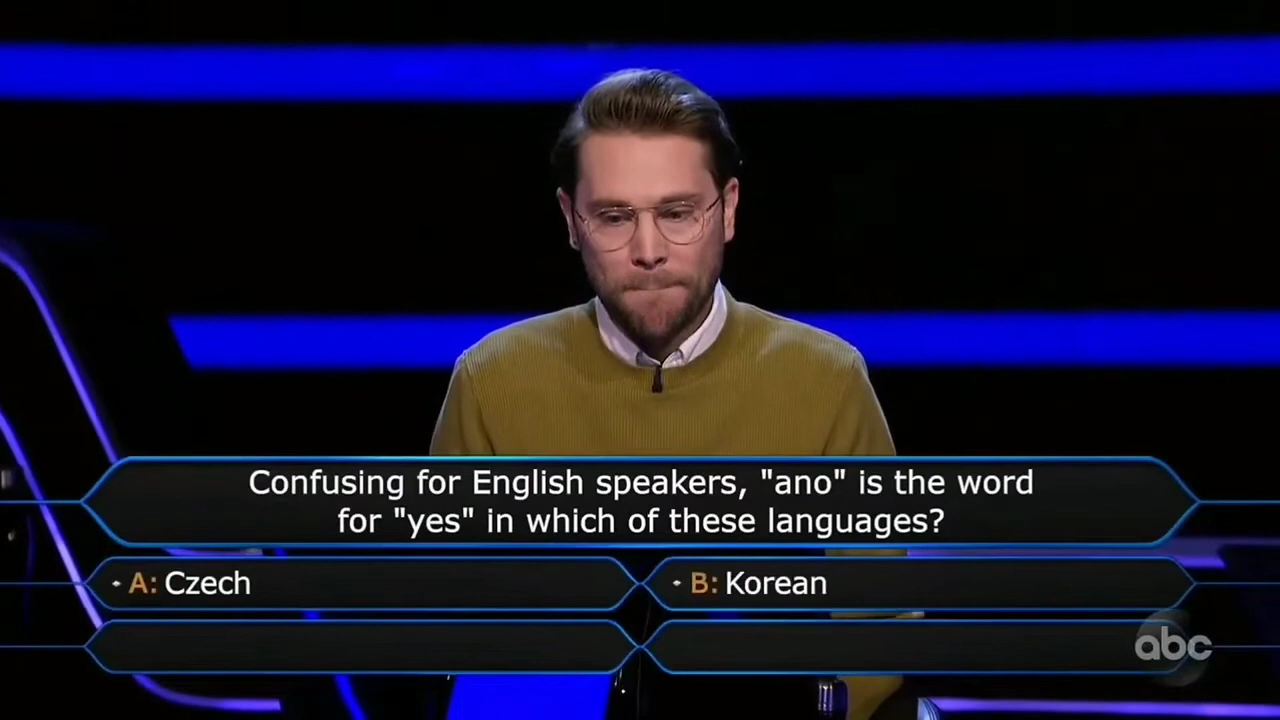 Confusing for English speakers, "ano" is the word
for "yes" in which of these languages?
A: Czech
B: Korean
abc